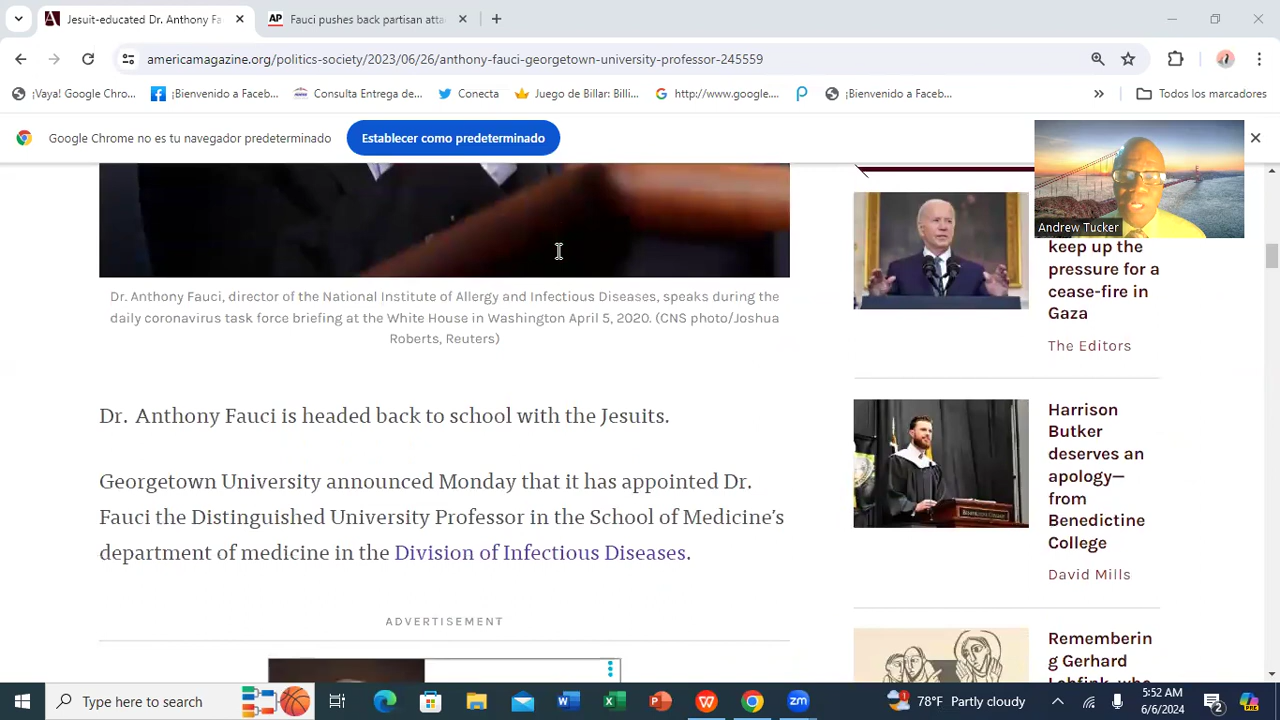 Jesuit-educated Dr. Anthony Fa
AP
Fauci pushes back partisan atta
americamagazine.org/politics-society/2023/06/26/anthony-fauci-georgetown-university-professor-245559
¡Vaya! Google Chro...
¡Bienvenido a Faceb...
Consulta Entrega de...
Conecta
Juego de Billar: Billi...
http://www.google....
¡Bienvenido a Faceb...
»
Todos los marcadores
Google Chrome no es tu navegador predeterminado
Establecer como predeterminado
Andrew Tucker
Dr. Anthony Fauci, director of the National Institute of Allergy and Infectious Diseases, speaks during the
daily coronavirus task force briefing at the White House in Washington April 5, 2020. (CNS photo/Joshua
Roberts, Reuters)
Dr. Anthony Fauci is headed back to school with the Jesuits.
Georgetown University announced Monday that it has appointed Dr.
Fauci the Distinguished University Professor in the School of Medicine's
department of medicine in the Division of Infectious Diseases.
ADVERTISEMENT
keep up the
pressure for a
cease-fire in
Gaza
The Editors
Harrison
Butker
deserves an
apology—
from
Benedictine
College
David Mills
Rememberin
g Gerhard
Type here to search
78°F Partly cloudy
5:52 AM
6/6/2024
2